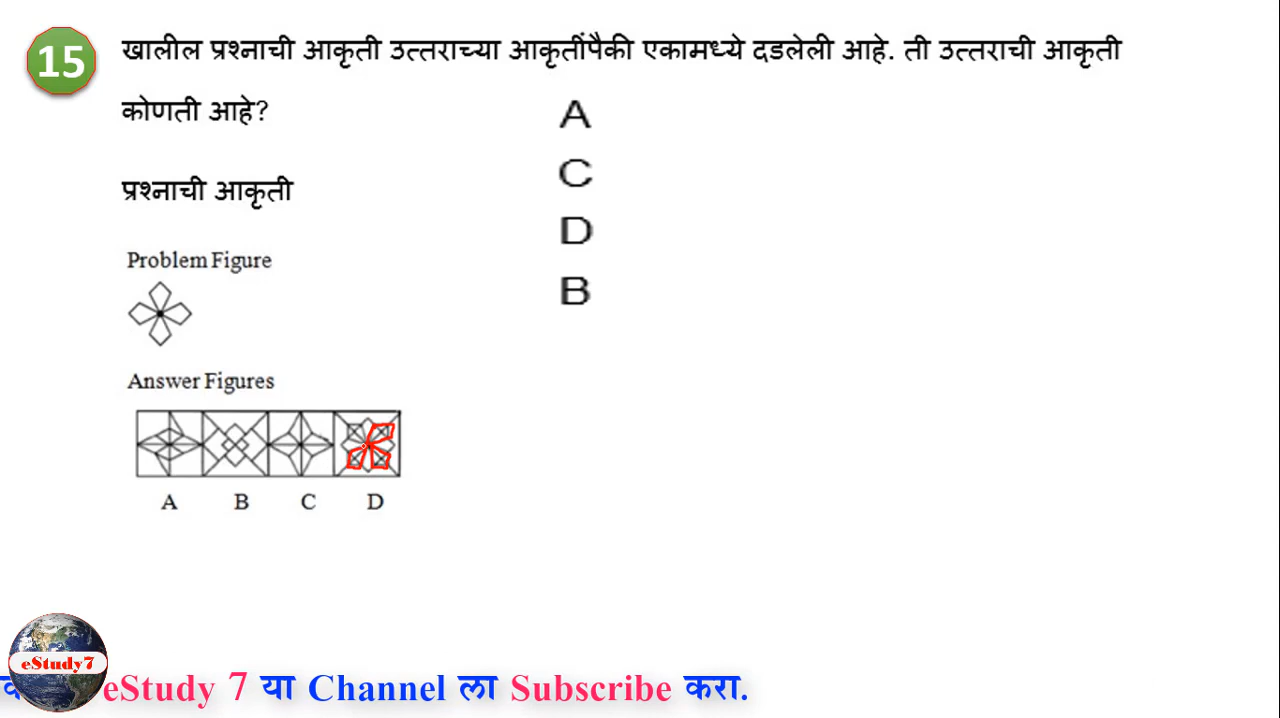 15
खालील प्रश्नाची आकृती उत्तराच्या आकृतींपैकी एकामध्ये दडलेली आहे. ती उत्तराची आकृती
कोणती आहे?
A
C
प्रश्नाची आकृती
D
Problem Figure
B
Answer Figures
A B C D
eStudy7
eStudy 7 या Channel ला Subscribe करा.